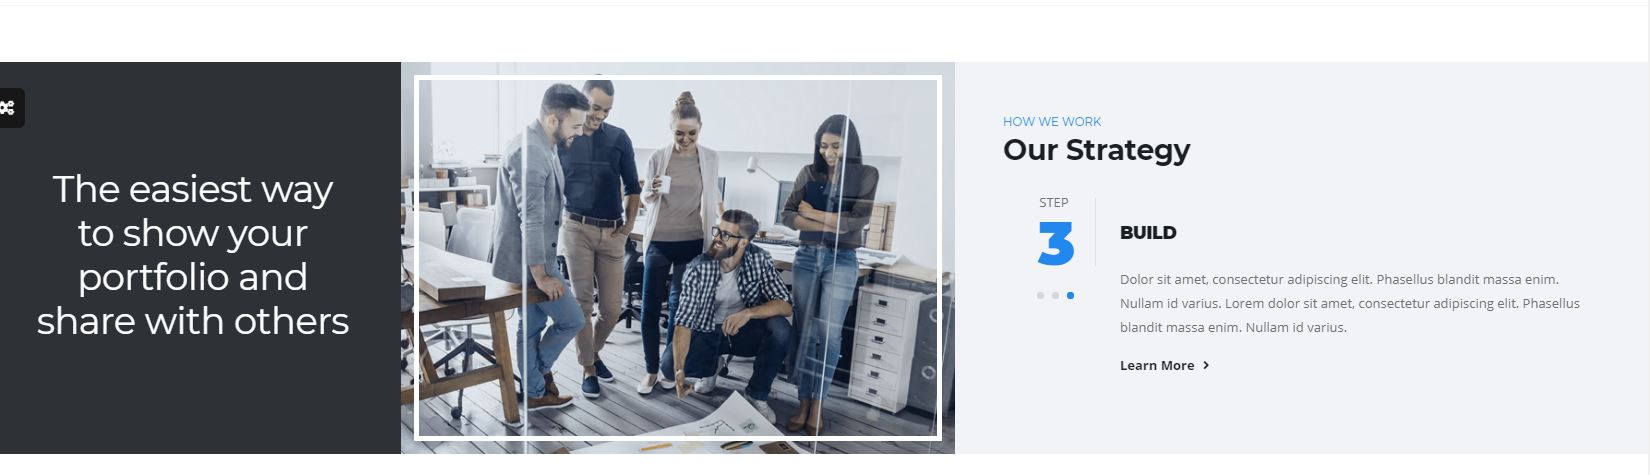 The easiest way
to show your
portfolio and
share with others
HOW WE WORK
Our Strategy
STEP
3
BUILD
Dolor sit amet, consectetur adipiscing elit. Phasellus blandit massa enim.
Nullam id varius. Lorem dolor sit amet, consectetur adipiscing elit. Phasellus
blandit massa enim. Nullam id varius.
Learn More